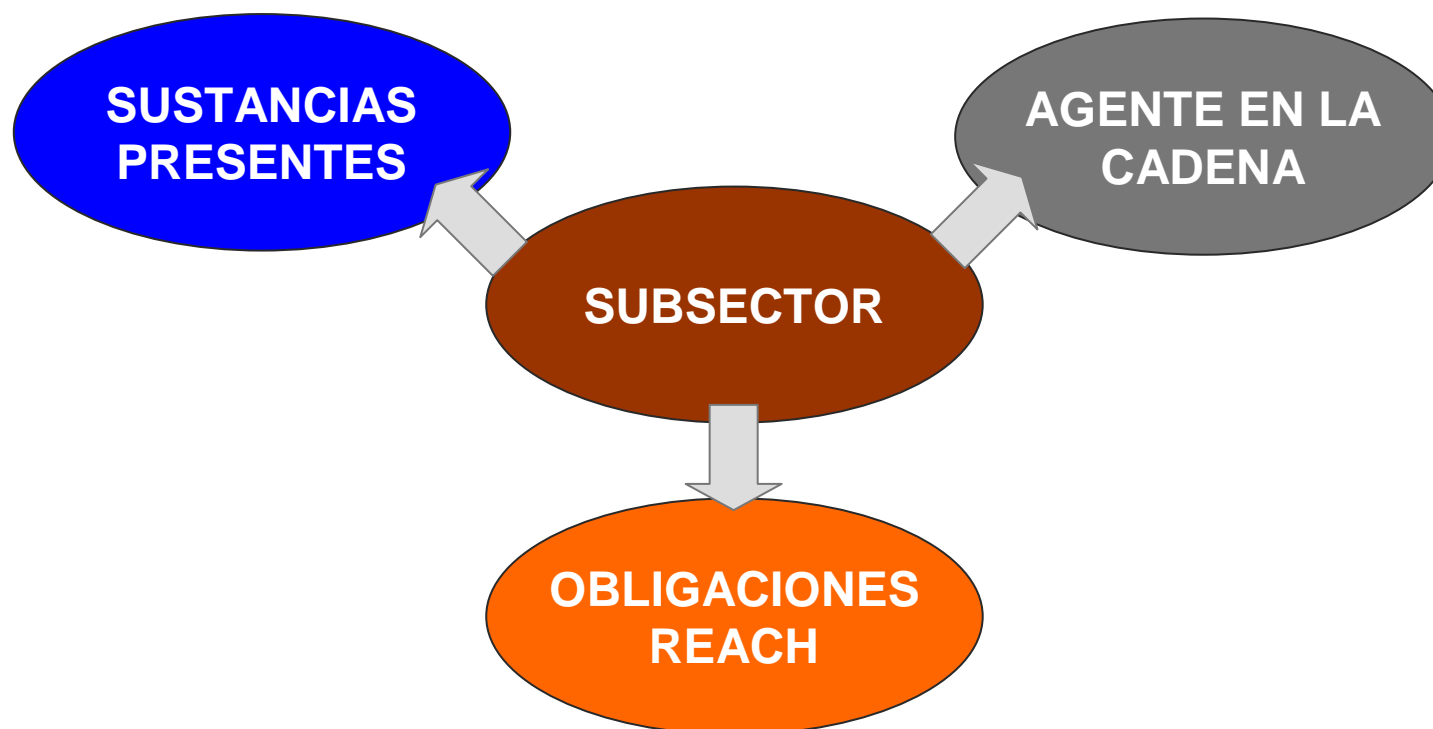 SUSTANCIAS
PRESENTES
AGENTE EN LA
CADENA
SUBSECTOR
OBLIGACIONES
REACH